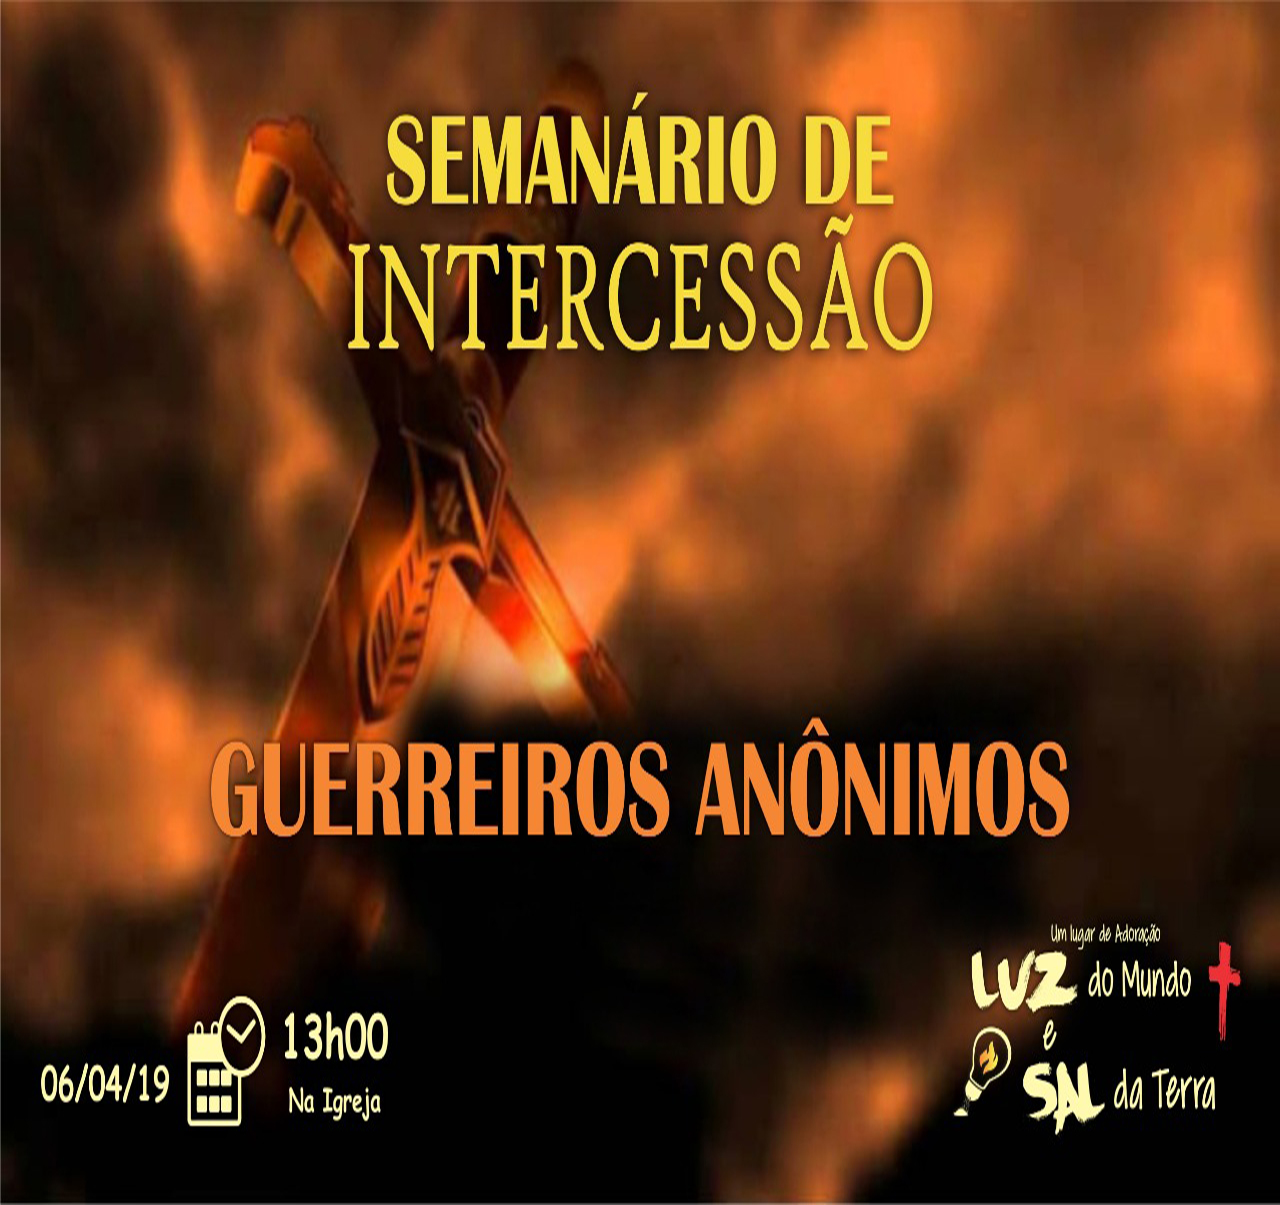 SEMANÁRIO DE
INTERCESSÃO
GUERREIROS ANÔNIMOS
06/04/19
13h00
Na Igreja
Um lugar de Adoração
LUZ do Mundo
e
SAL da Terra